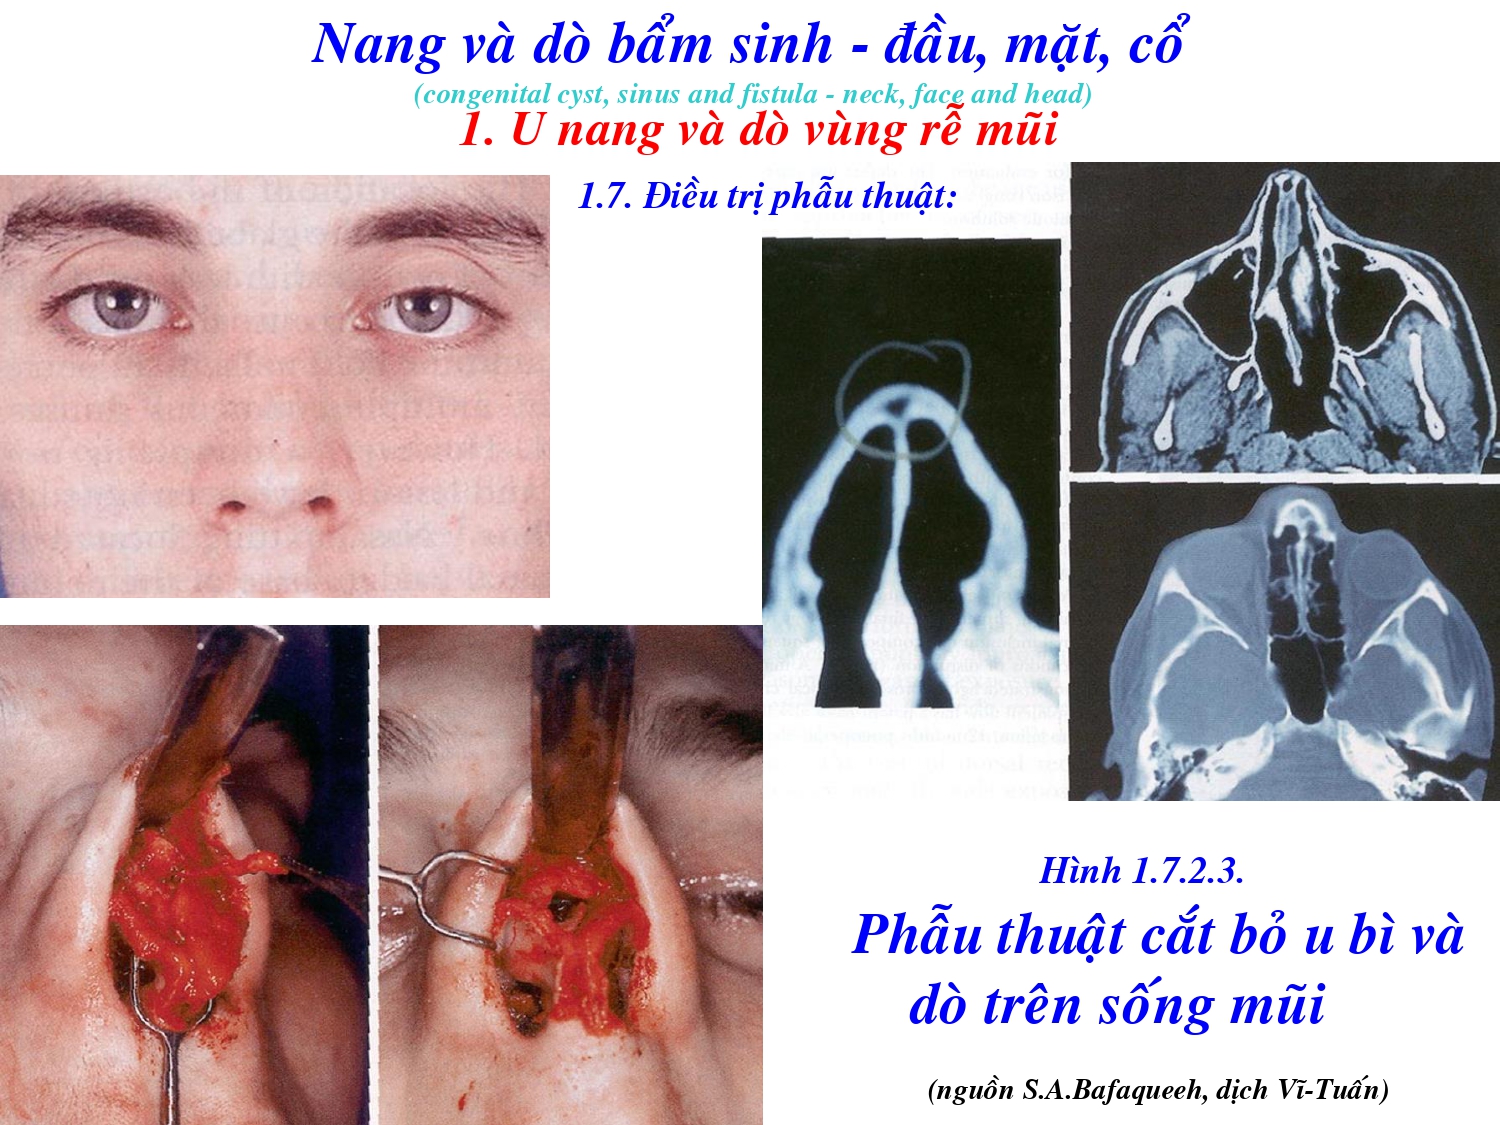 Nang và dò bẩm sinh - đầu, mặt, cổ
(congenital cyst, sinus and fistula - neck, face and head)
1. U nang và dò vùng rễ mũi
1.7. Điều trị phẫu thuật:
Hình 1.7.2.3.
Phẫu thuật cắt bỏ u bì và
dò trên sống mũi
(nguồn S.A.Bafaqueeh, dịch Vĩ-Tuấn)